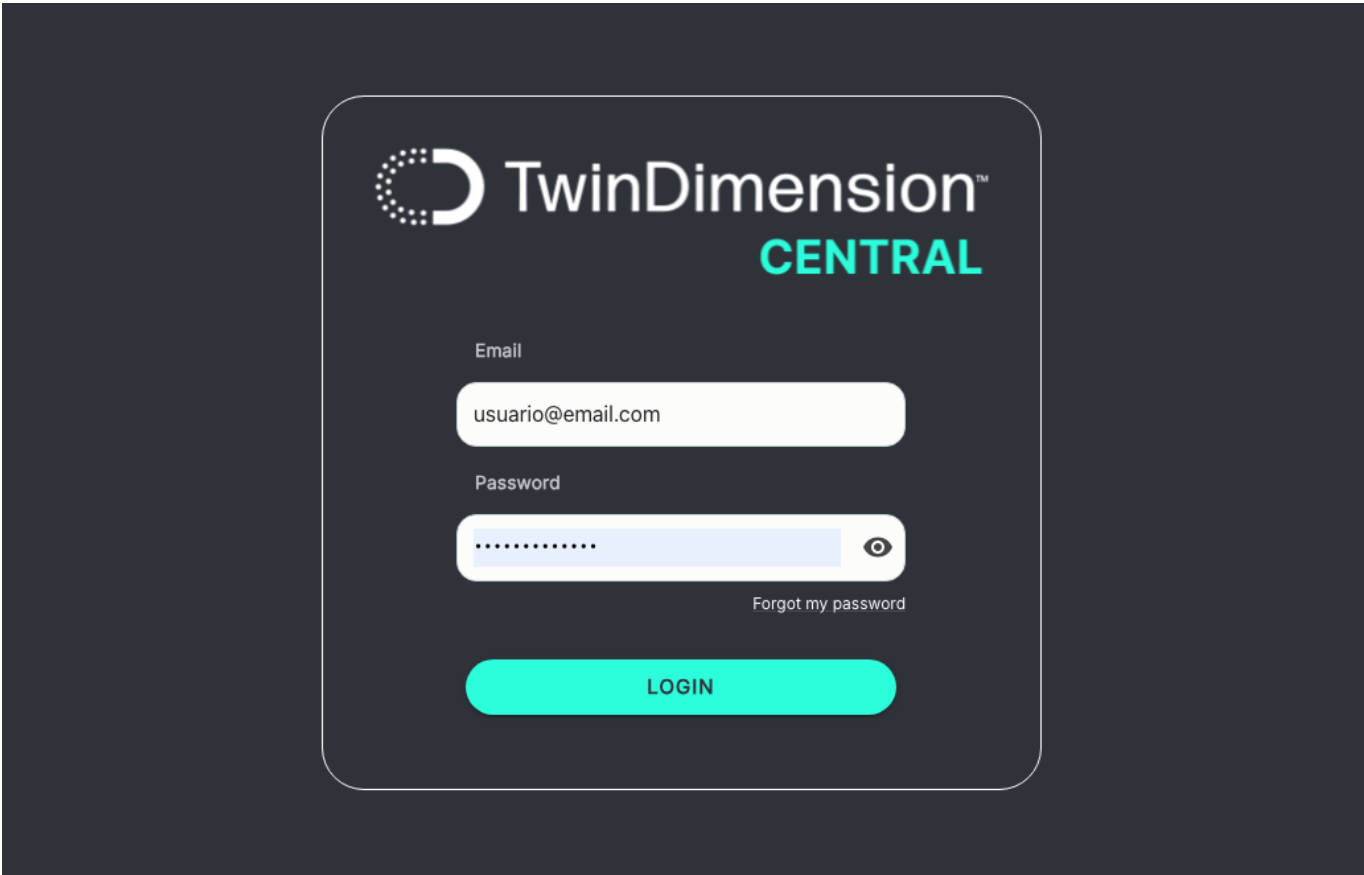 TwinDimension™
CENTRAL
Email
usuario@email.com
Password
•••••••••••••
Forgot my password
LOGIN